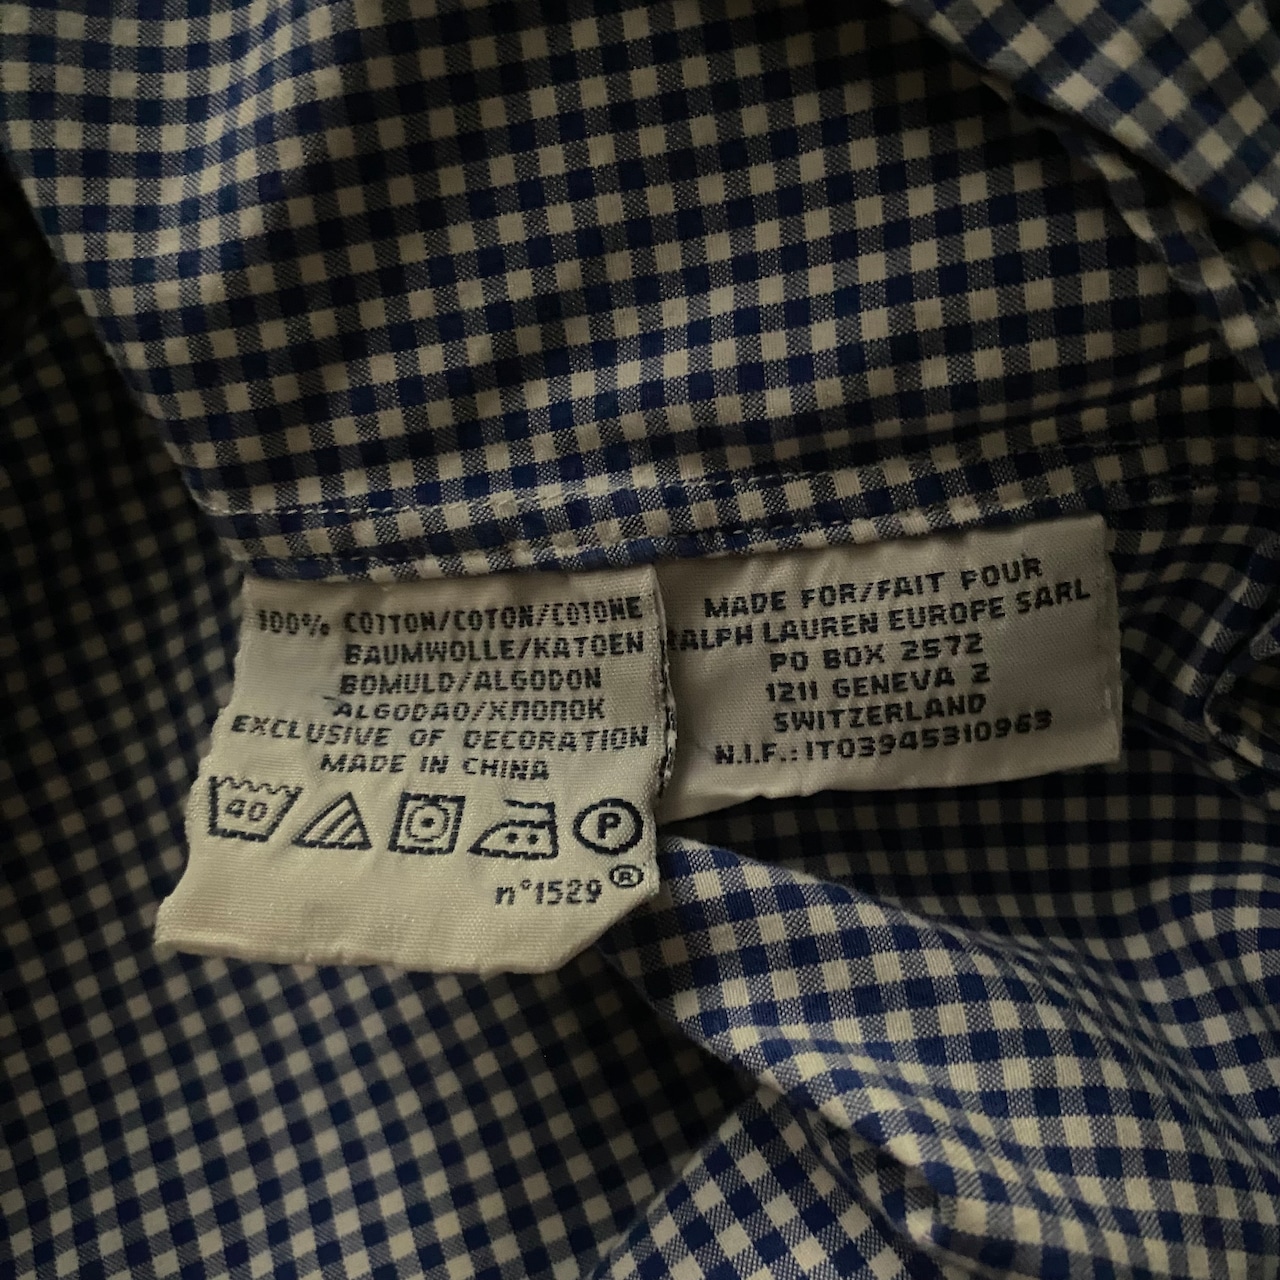 100% COTTON/COTON/COTONE
BAUMWOLLE/KATOEN
BOMULD/ALGODON
ALGODAO/ХЛОПОК
EXCLUSIVE OF DECORATION
MADE IN CHINA
40
P
n°1529®
MADE FOR/FAIT POUR
RALPH LAUREN EUROPE SARL
PO BOX 2572
1211 GENEVA 2
SWITZERLAND
N.I.F.: IT03945310963